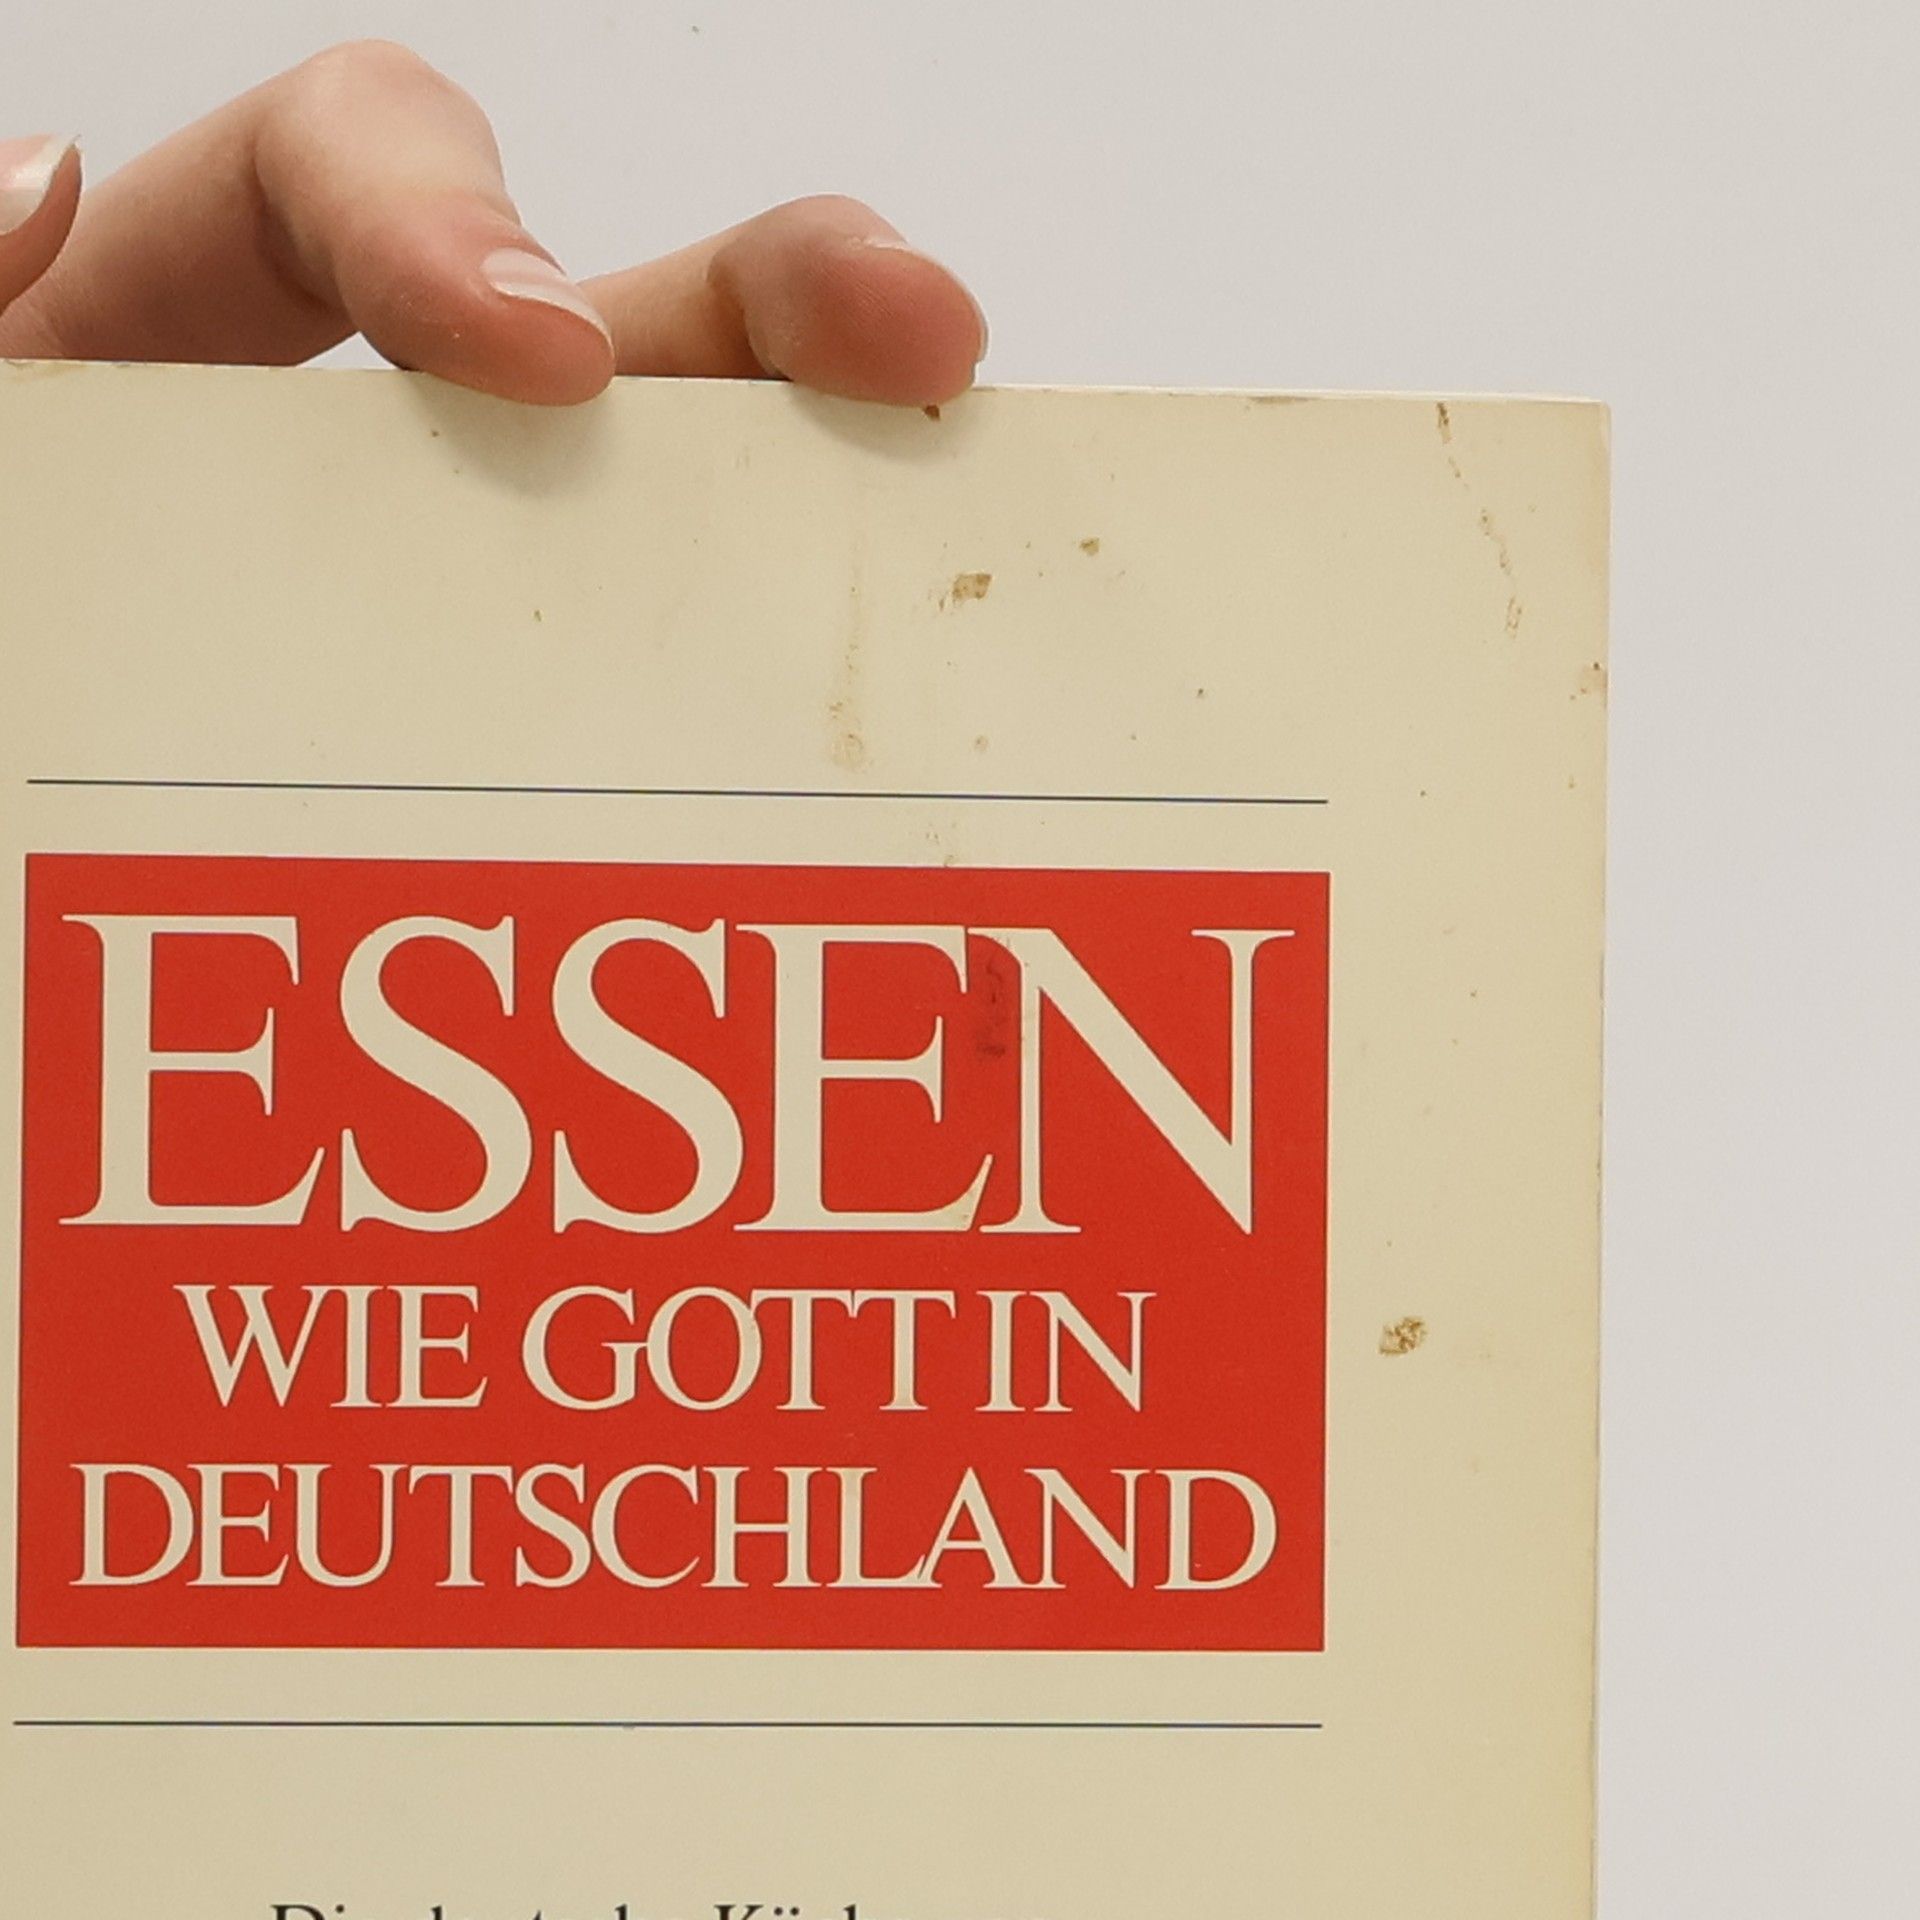 ESSEN
WIE GOTT IN
DEUTSCHLAND